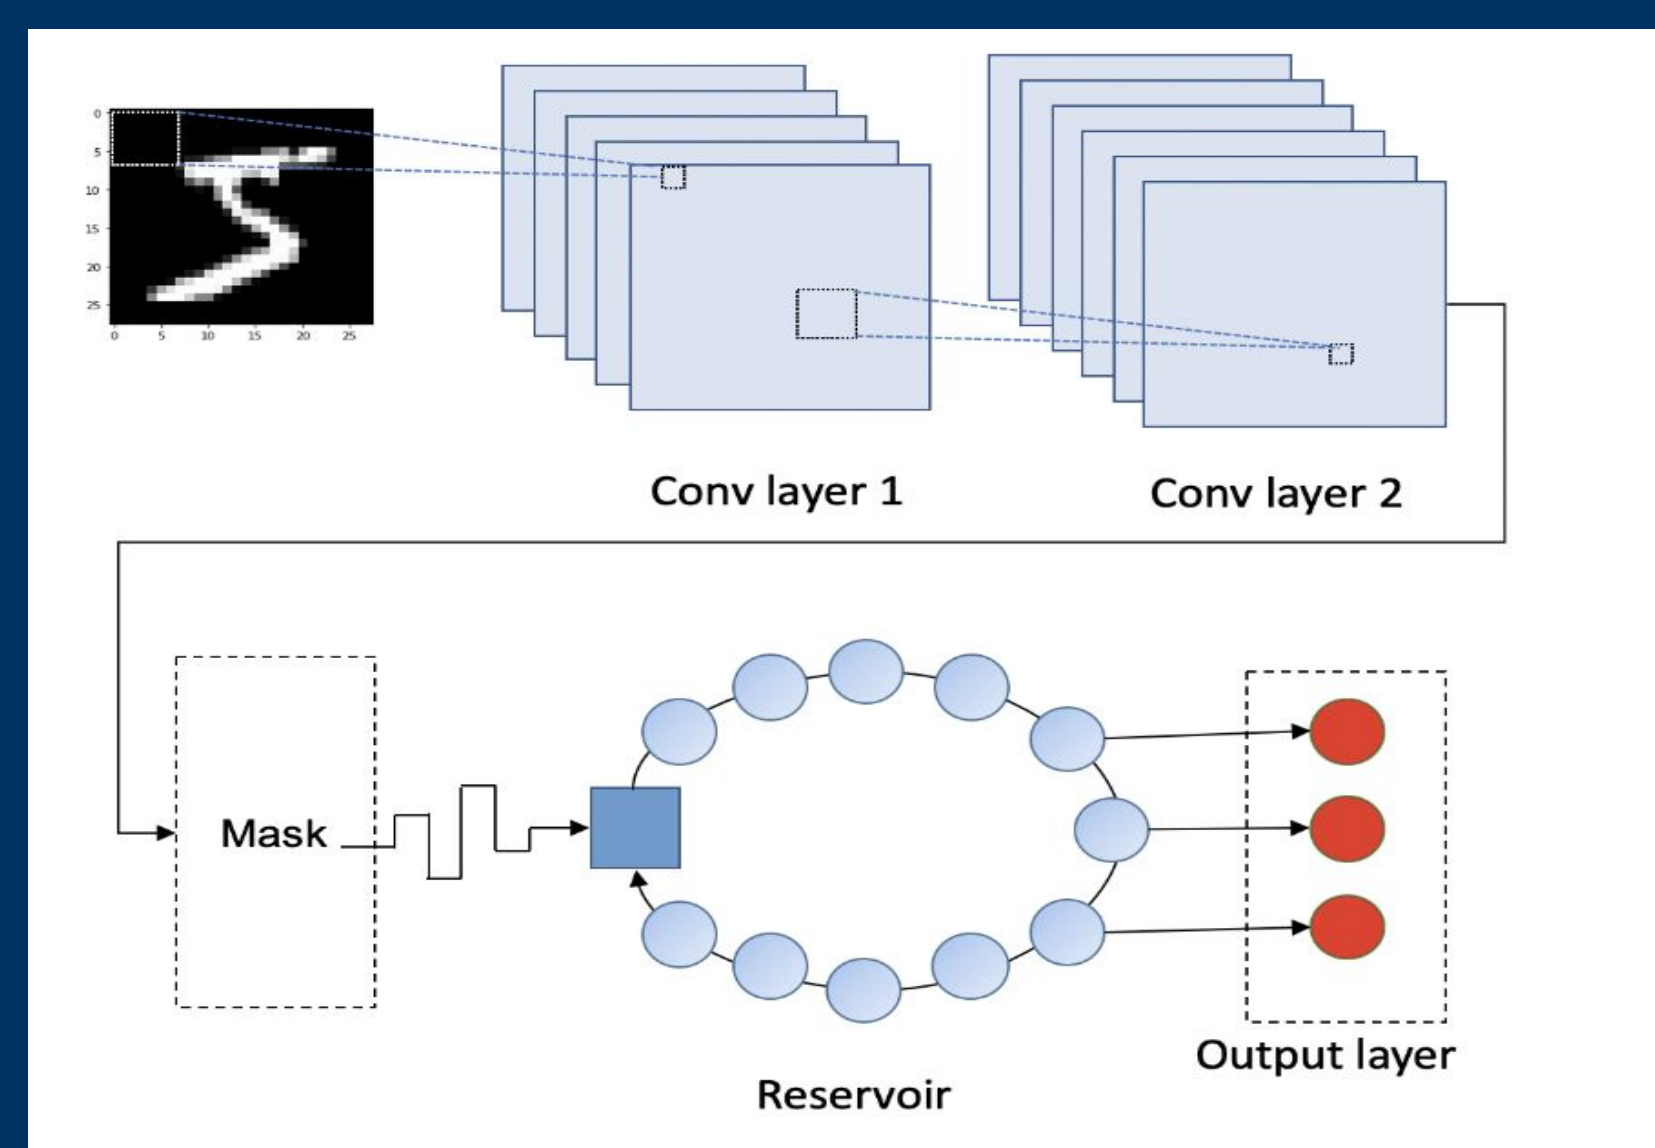 0
5
10
15
20
25
0 5 10 15 20 25
Conv layer 1
Conv layer 2
Mask
Output layer
Reservoir